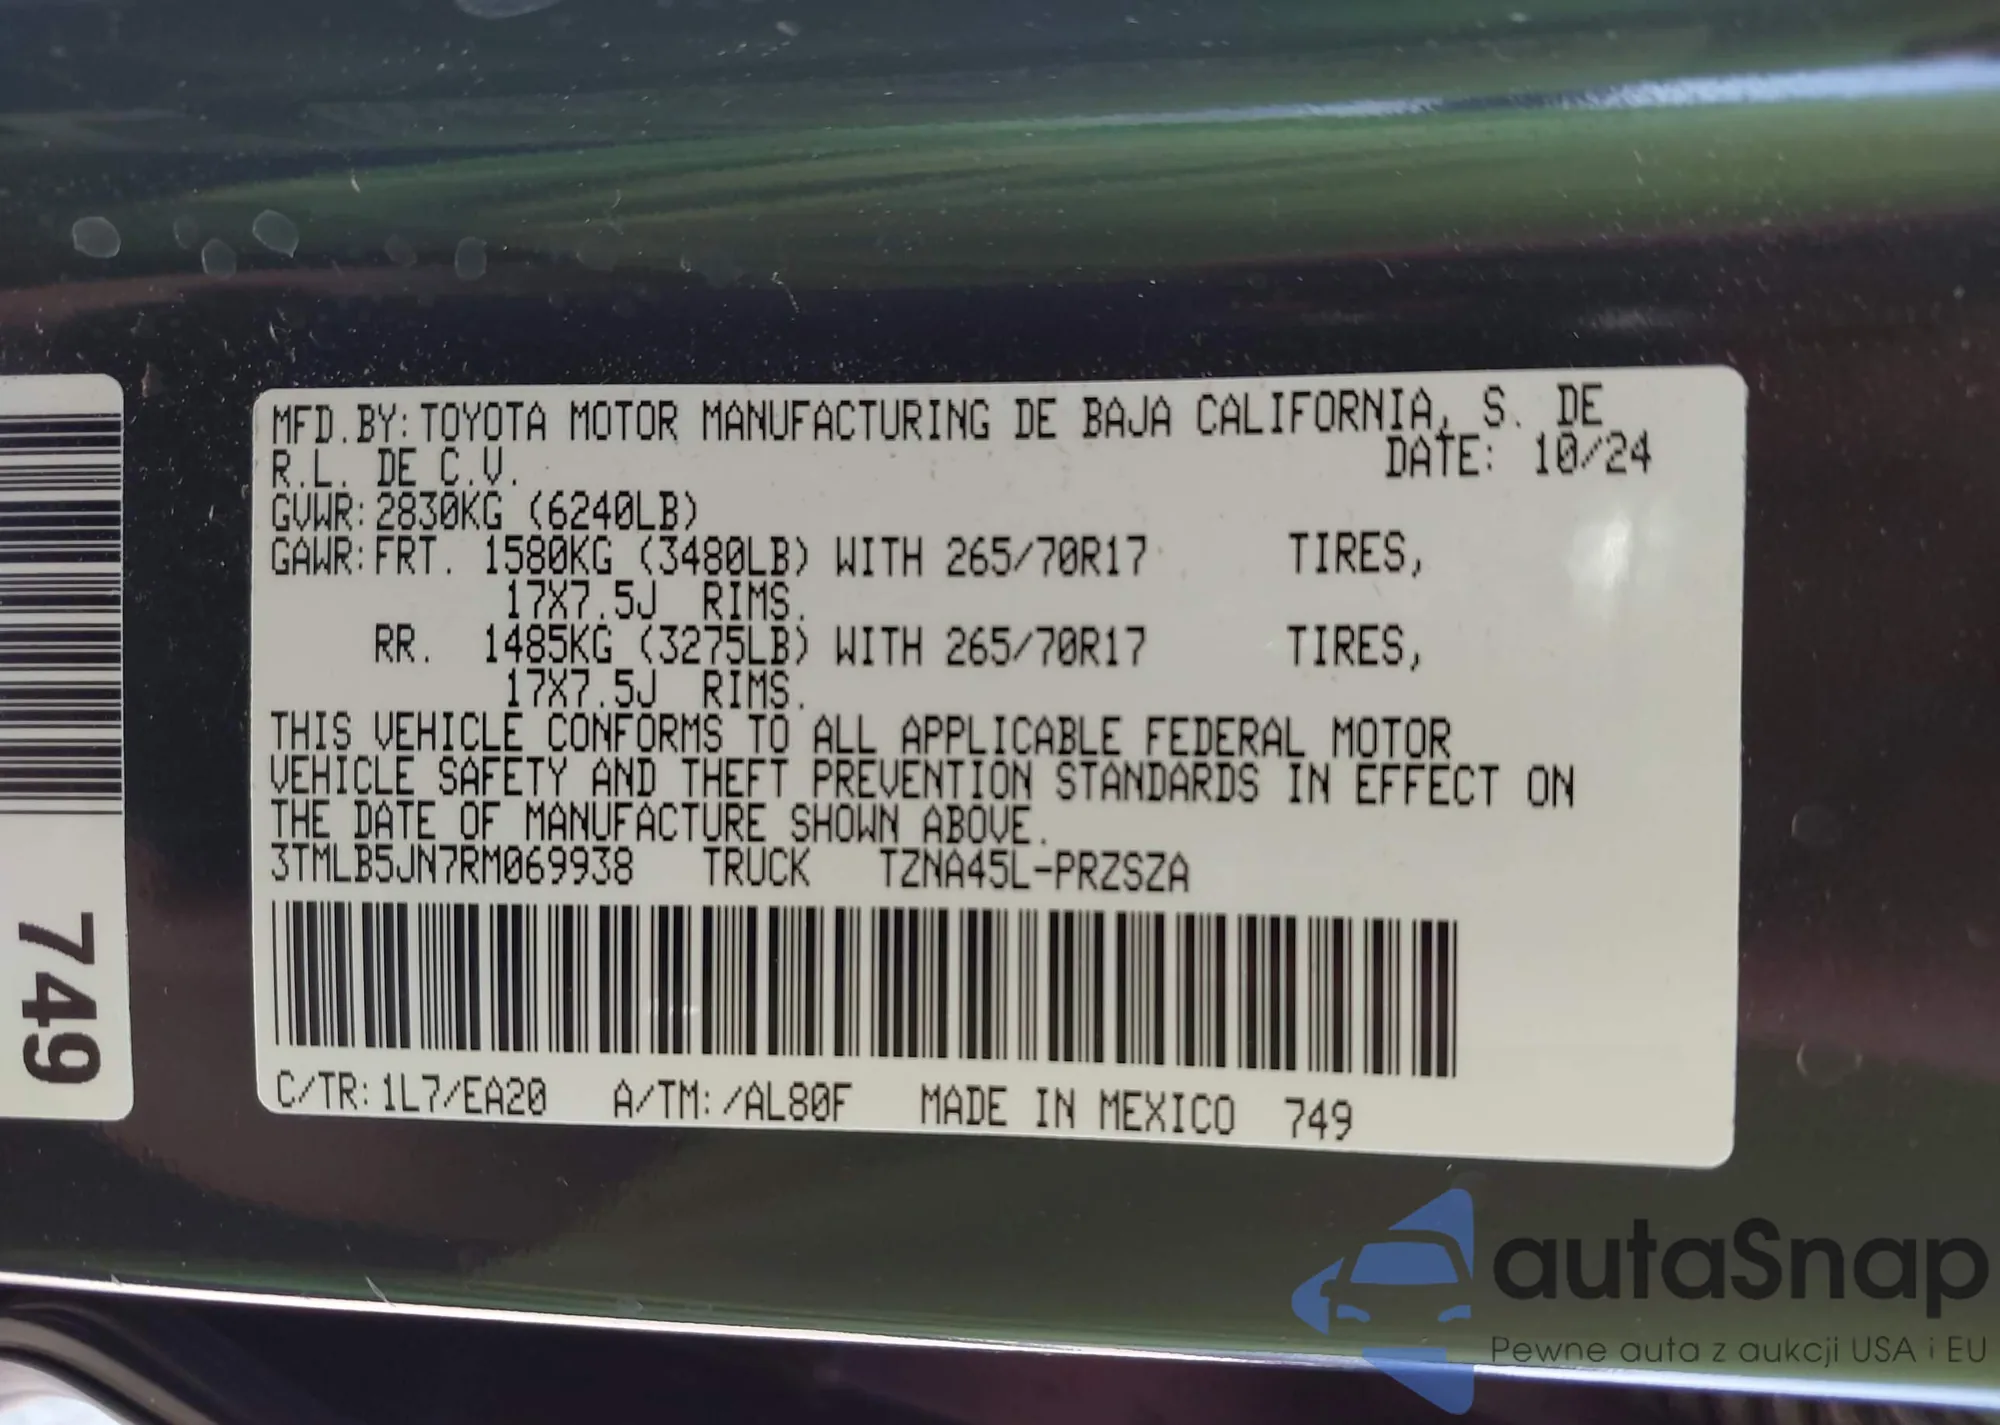 MFD.BY:TOYOTA MOTOR MANUFACTURING DE BAJA CALIFORNIA, S. DE
R.L. DE C.V. DATE: 10/24
GVWR:2830KG (6240LB)
GAWR:FRT. 1580KG (3480LB) WITH 265/70R17 TIRES,
17X7.5J RIMS.
RR. 1485KG (3275LB) WITH 265/70R17 TIRES,
17X7.5J RIMS.
THIS VEHICLE CONFORMS TO ALL APPLICABLE FEDERAL MOTOR
VEHICLE SAFETY AND THEFT PREVENTION STANDARDS IN EFFECT ON
THE DATE OF MANUFACTURE SHOWN ABOVE.
3TMLB5JN7RM069938 TRUCK TZNA45L-PRZSZA
C/TR:1L7/EA20 A/TM:/AL80F MADE IN MEXICO 749
749
autaSnap
Pewne auta z aukcji USA i EU